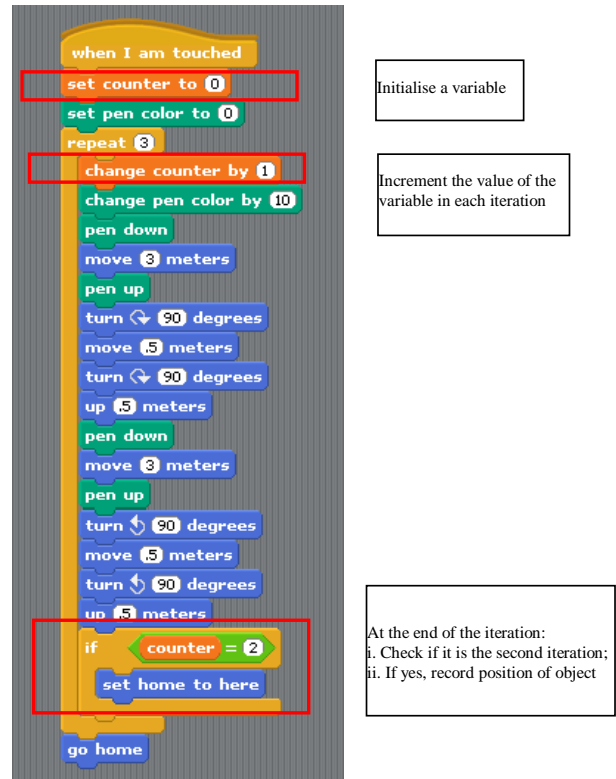 when I am touched
set counter to 0
Initialise a variable
set pen color to 0
repeat 3
change counter by 1
Increment the value of the
variable in each iteration
change pen color by 10
pen down
move 3 meters
pen up
turn 90 degrees
move .5 meters
turn 90 degrees
up .5 meters
pen down
move 3 meters
pen up
turn 90 degrees
move .5 meters
turn 90 degrees
up .5 meters
if counter = 2
set home to here
At the end of the iteration:
i. Check if it is the second iteration;
ii. If yes, record position of object
go home